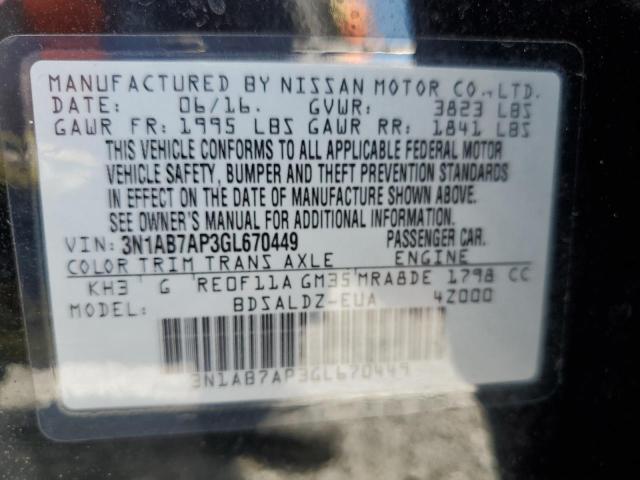 MANUFACTURED BY NISSAN MOTOR CO.,LTD.
DATE: 06/16. GVWR: 3823 LBS
GAWR FR: 1995 LBS GAWR RR: 1841 LBS
THIS VEHICLE CONFORMS TO ALL APPLICABLE FEDERAL MOTOR
VEHICLE SAFETY, BUMPER AND THEFT PREVENTION STANDARDS
IN EFFECT ON THE DATE OF MANUFACTURE SHOWN ABOVE.
SEE OWNER'S MANUAL FOR ADDITIONAL INFORMATION.
VIN: 3N1AB7AP3GL670449 PASSENGER CAR.
COLOR TRIM TRANS AXLE ENGINE
KH3 G RE0F11A GM35 MRA8DE 1798 CC
MODEL: BDSALDZ-EUA 4Z000
3N1AB7AP3GL670449